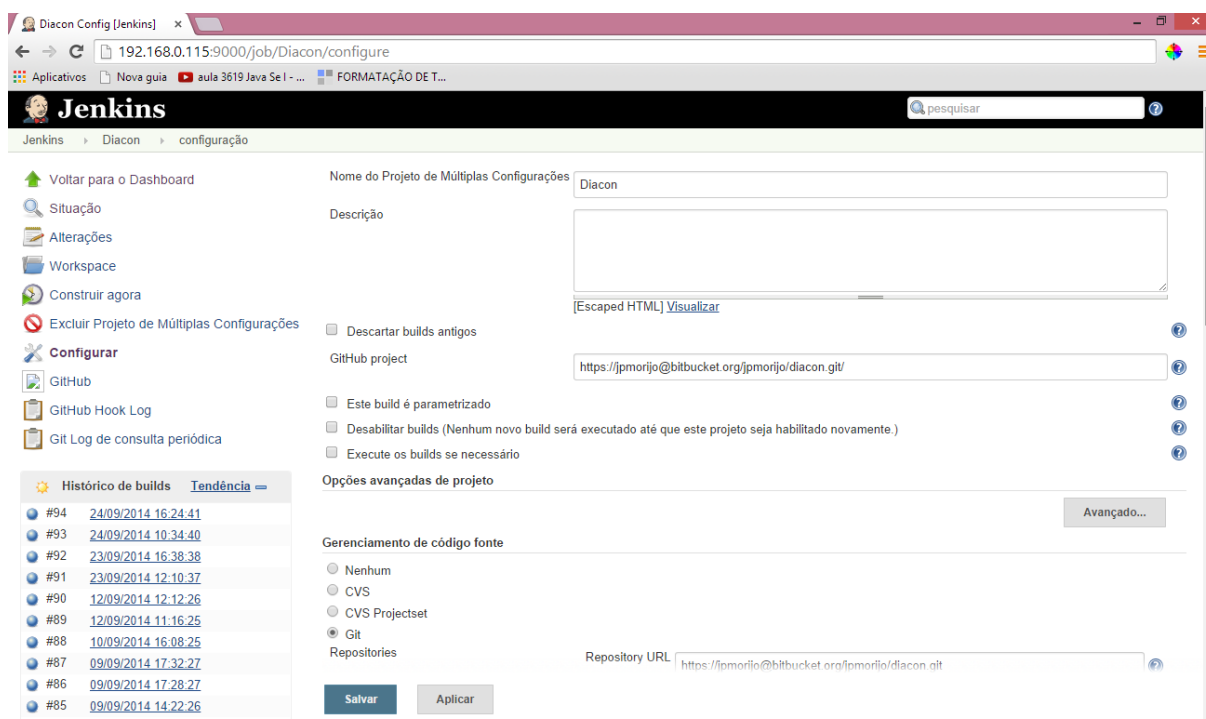 Diacon Config [Jenkins]
192.168.0.115:9000/job/Diacon/configure
Aplicativos Nova guia aula 3619 Java Se I - ... FORMATAÇÃO DE T...
Jenkins pesquisar
Jenkins Diacon configuração
Voltar para o Dashboard
Situação
Alterações
Workspace
Construir agora
Excluir Projeto de Múltiplas Configurações
Configurar
GitHub
GitHub Hook Log
Git Log de consulta periódica
Histórico de builds Tendência
#94 24/09/2014 16:24:41
#93 24/09/2014 10:34:40
#92 23/09/2014 16:38:38
#91 23/09/2014 12:10:37
#90 12/09/2014 12:12:26
#89 12/09/2014 11:16:25
#88 10/09/2014 16:08:25
#87 09/09/2014 17:32:27
#86 09/09/2014 17:28:27
#85 09/09/2014 14:22:26
Nome do Projeto de Múltiplas Configurações Diacon
Descrição
[Escaped HTML] Visualizar
Descartar builds antigos
GitHub project https://jpmorijo@bitbucket.org/jpmorijo/diacon.git/
Este build é parametrizado
Desabilitar builds (Nenhum novo build será executado até que este projeto seja habilitado novamente.)
Execute os builds se necessário
Opções avançadas de projeto
Avançado...
Gerenciamento de código fonte
Nenhum
CVS
CVS Projectset
Git
Repositories Repository URL https://jpmorijo@bitbucket.org/jpmorijo/diacon.git
Salvar Aplicar